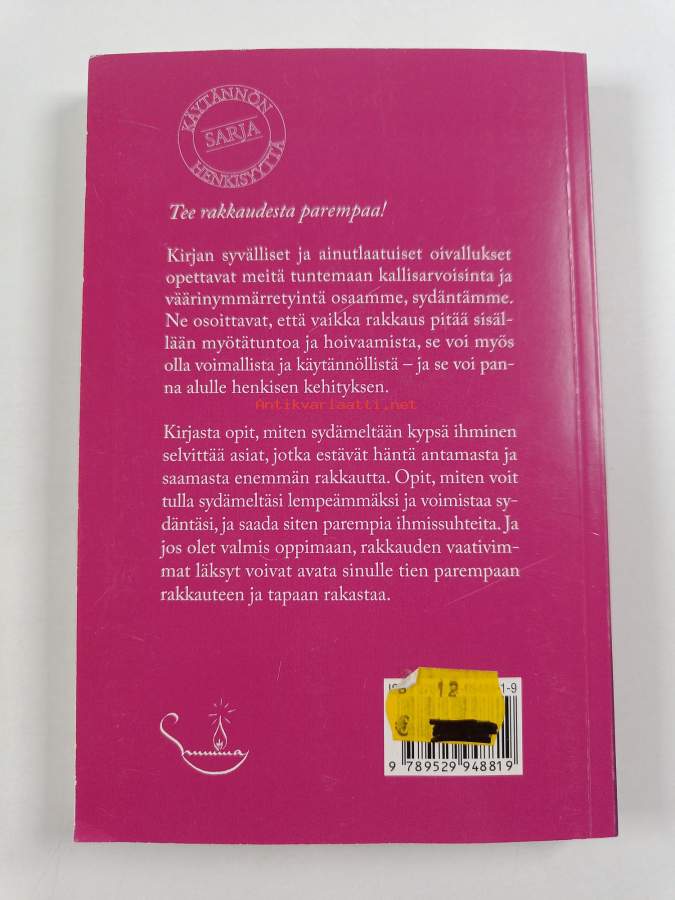 KÄYTÄNNÖN
SARJA
HENKISYYTTÄ
Tee rakkaudesta parempaa!
Kirjan syvälliset ja ainutlaatuiset oivallukset
opettavat meitä tuntemaan kallisarvoisinta ja
väärinymmärretyintä osaamme, sydäntämme.
Ne osoittavat, että vaikka rakkaus pitää sisäl-
lään myötätuntoa ja hoivaamista, se voi myös
olla voimallista ja käytännöllistä – ja se voi pan-
na alulle henkisen kehityksen.
Antikvariaatti.net
Kirjasta opit, miten sydämeltään kypsä ihminen
selvittää asiat, jotka estävät häntä antamasta ja
saamasta enemmän rakkautta. Opit, miten voit
tulla sydämeltäsi lempeämmäksi ja voimistaa sy-
däntäsi, ja saada siten parempia ihmissuhteita. Ja
jos olet valmis oppimaan, rakkauden vaativim-
mat läksyt voivat avata sinulle tien parempaan
rakkauteen ja tapaan rakastaa.
12
1-9
€
9 789529 948819
Summa